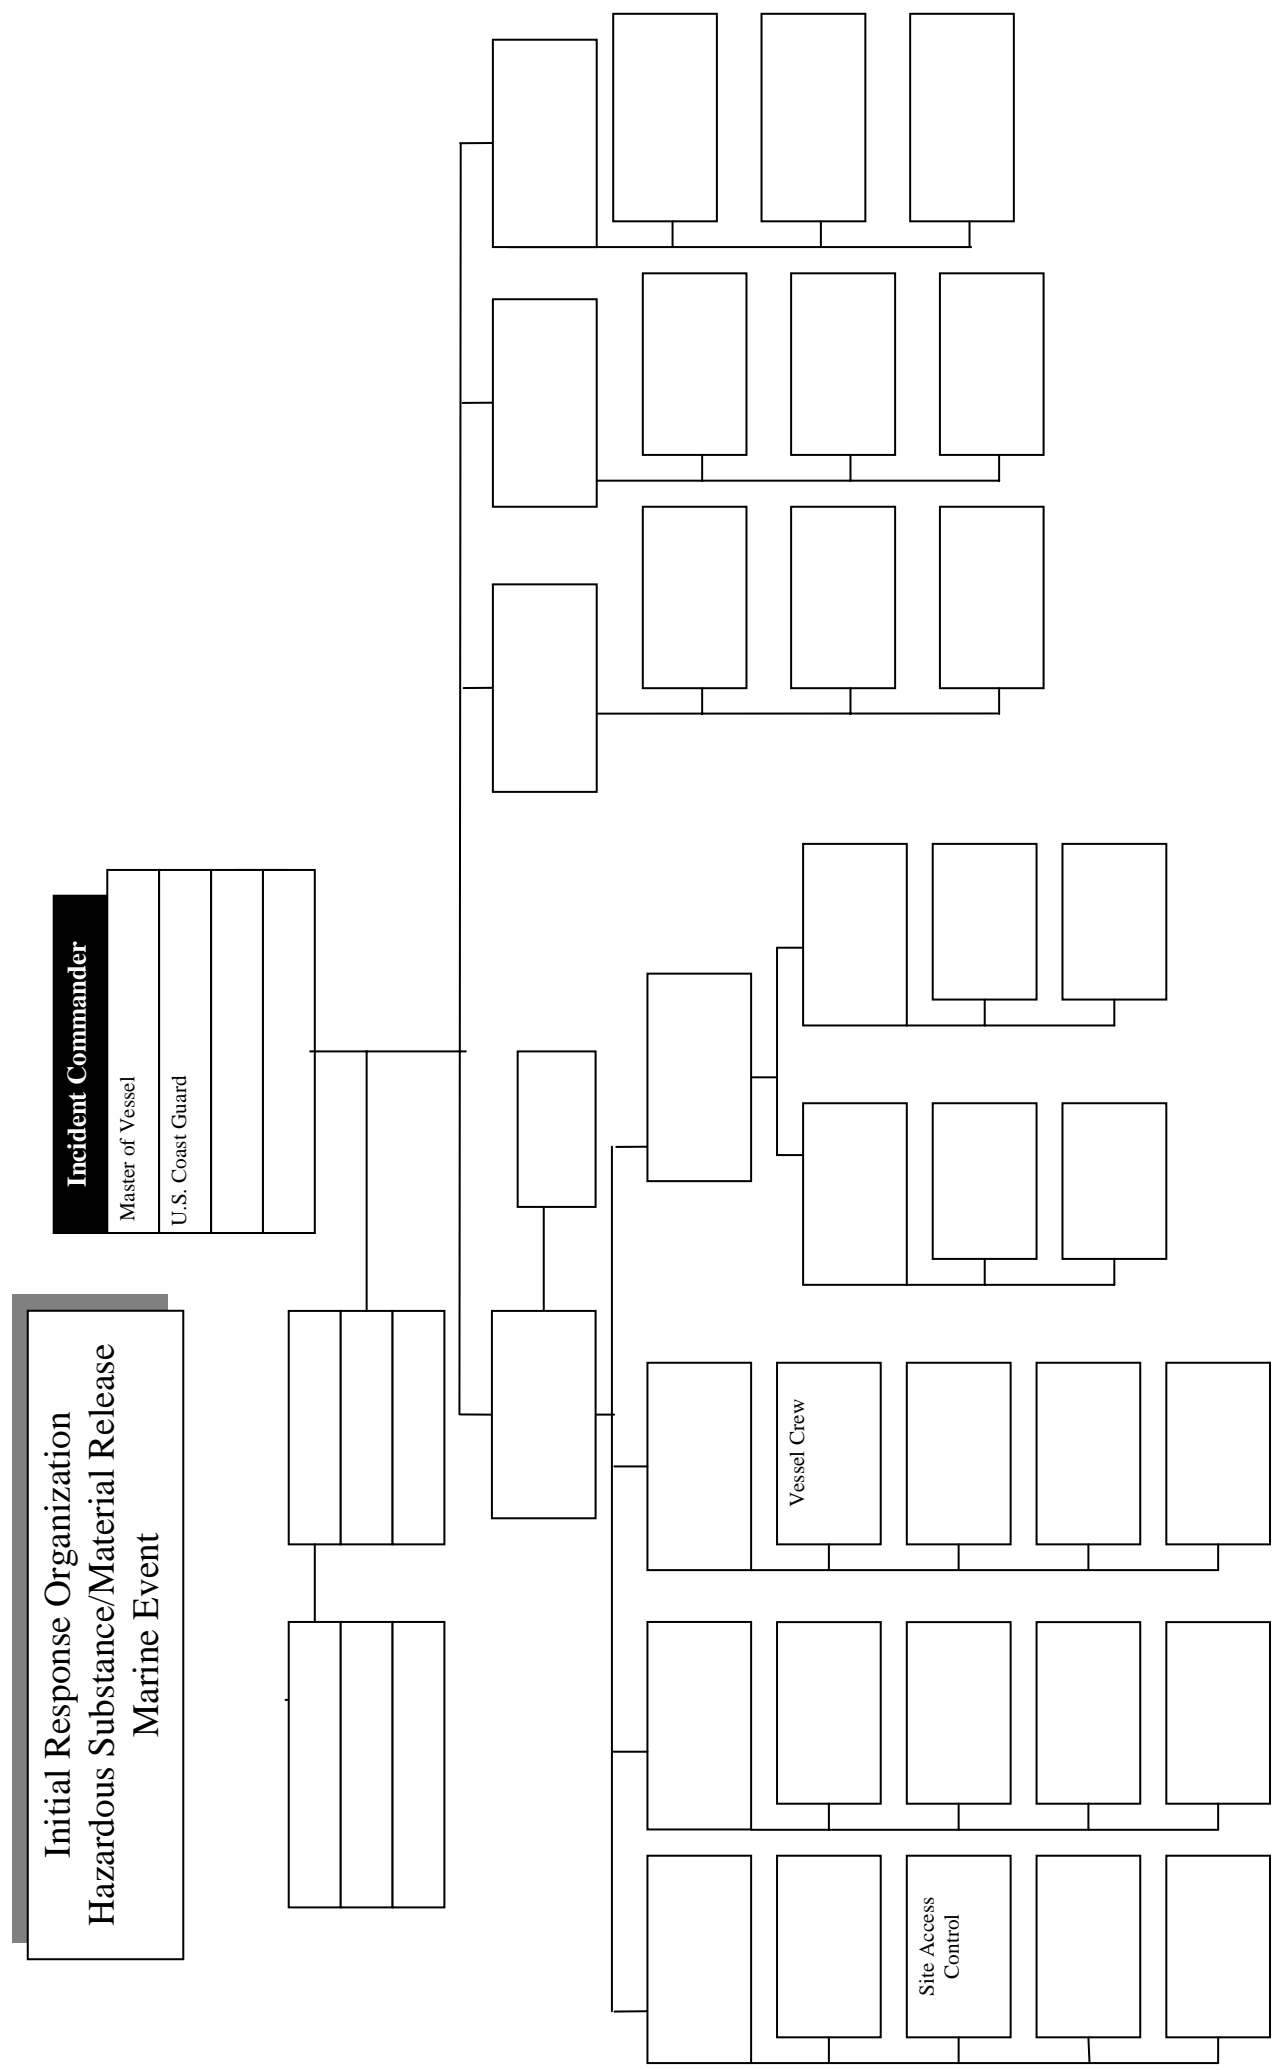 Initial Response Organization
Hazardous Substance/Material Release
Marine Event
Incident Commander
Master of Vessel
U.S. Coast Guard
Vessel Crew
Site Access
Control